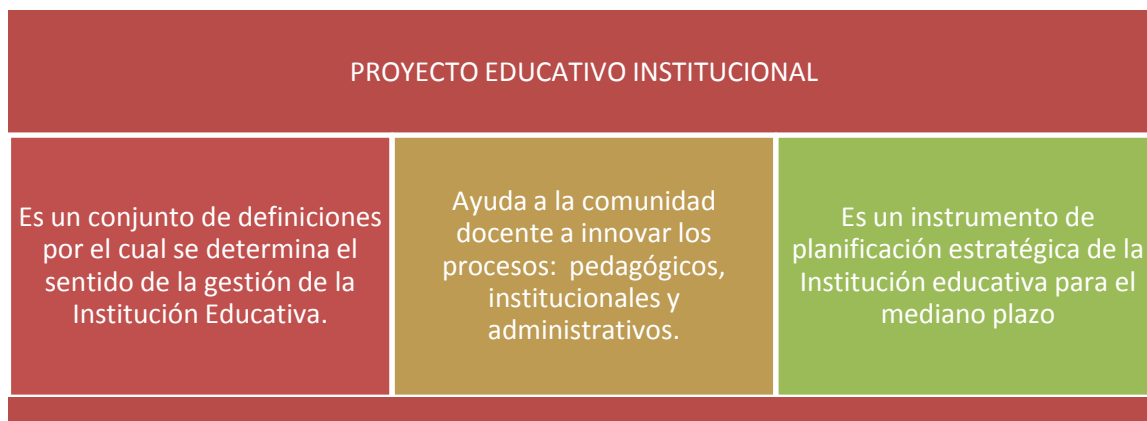 PROYECTO EDUCATIVO INSTITUCIONAL
Es un conjunto de definiciones
por el cual se determina el
sentido de la gestión de la
Institución Educativa.
Ayuda a la comunidad
docente a innovar los
procesos: pedagógicos,
institucionales y
administrativos.
Es un instrumento de
planificación estratégica de la
Institución educativa para el
mediano plazo